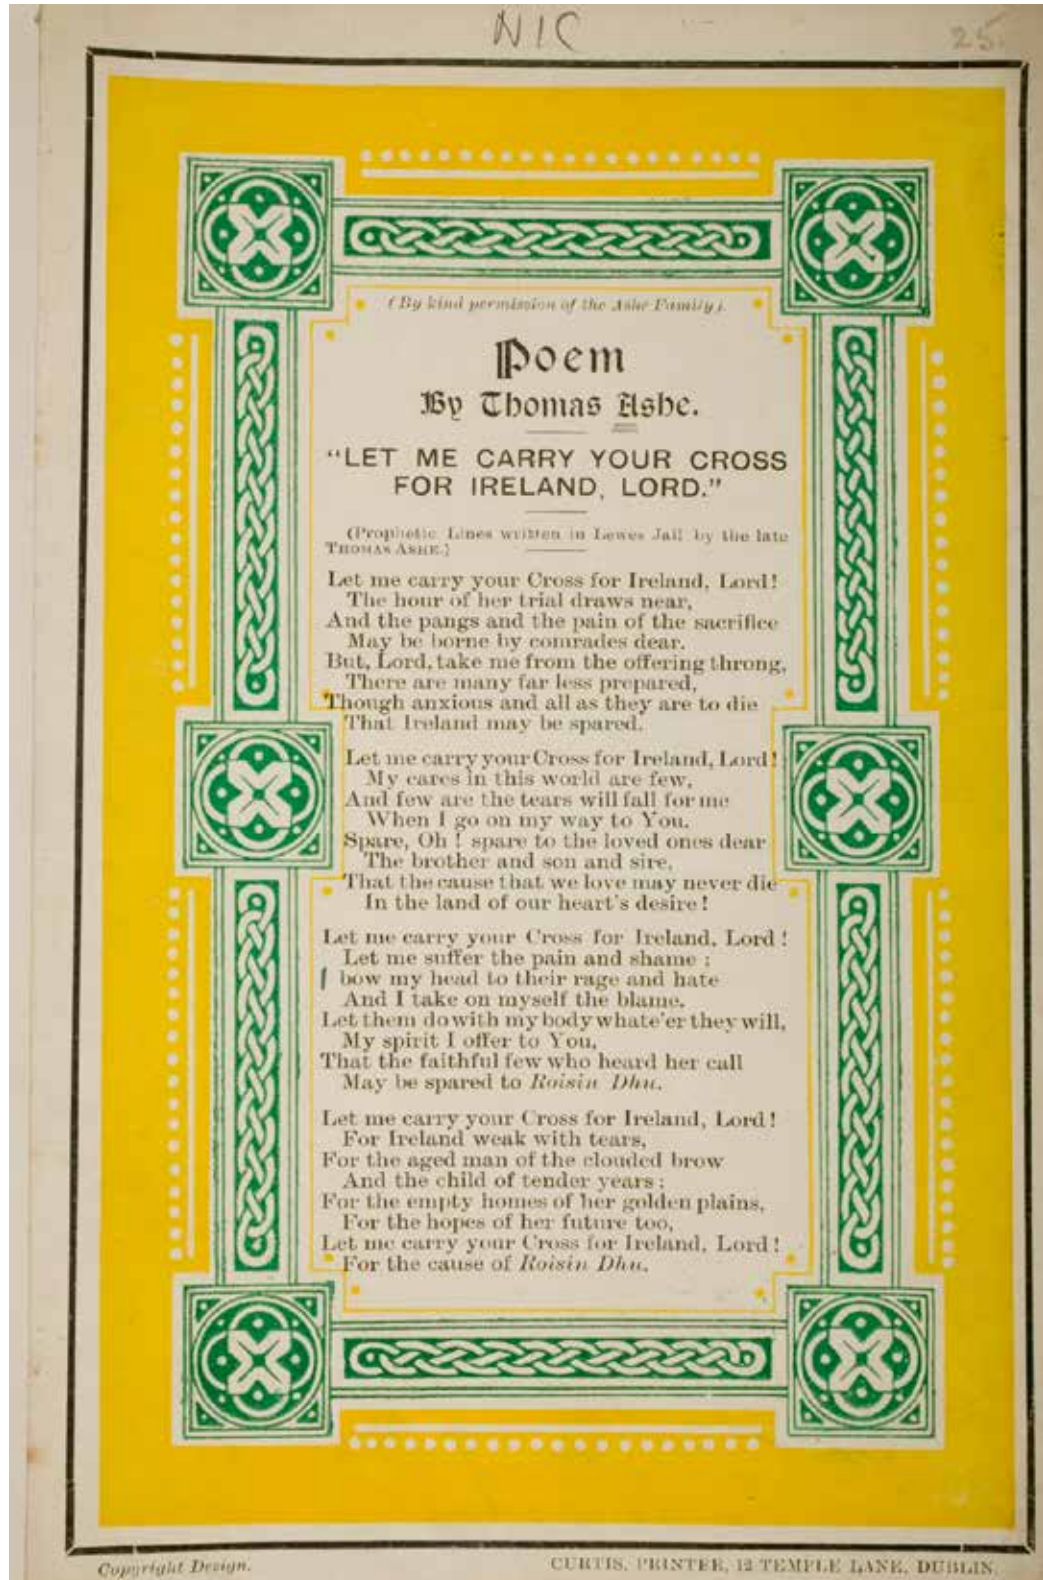 NIC
25.
(By kind permission of the Ashe Family).
Poem
By Thomas Ashe.
"LET ME CARRY YOUR CROSS
FOR IRELAND, LORD."
(Prophetic Lines written in Lewes Jail by the late
THOMAS ASHE.)
Let me carry your Cross for Ireland, Lord!
The hour of her trial draws near,
And the pangs and the pain of the sacrifice
May be borne by comrades dear.
But, Lord, take me from the offering throng,
There are many far less prepared,
Though anxious and all as they are to die
That Ireland may be spared.
Let me carry your Cross for Ireland, Lord!
My cares in this world are few,
And few are the tears will fall for me
When I go on my way to You.
Spare, Oh! spare to the loved ones dear
The brother and son and sire,
That the cause that we love may never die
In the land of our heart's desire!
Let me carry your Cross for Ireland, Lord!
Let me suffer the pain and shame;
I bow my head to their rage and hate
And I take on myself the blame.
Let them do with my body whate'er they will,
My spirit I offer to You,
That the faithful few who heard her call
May be spared to Roisin Dhu.
Let me carry your Cross for Ireland, Lord!
For Ireland weak with tears,
For the aged man of the clouded brow
And the child of tender years;
For the empty homes of her golden plains,
For the hopes of her future too,
Let me carry your Cross for Ireland, Lord!
For the cause of Roisin Dhu.
Copyright Design.
CURTIS, PRINTER, 12 TEMPLE LANE, DUBLIN.